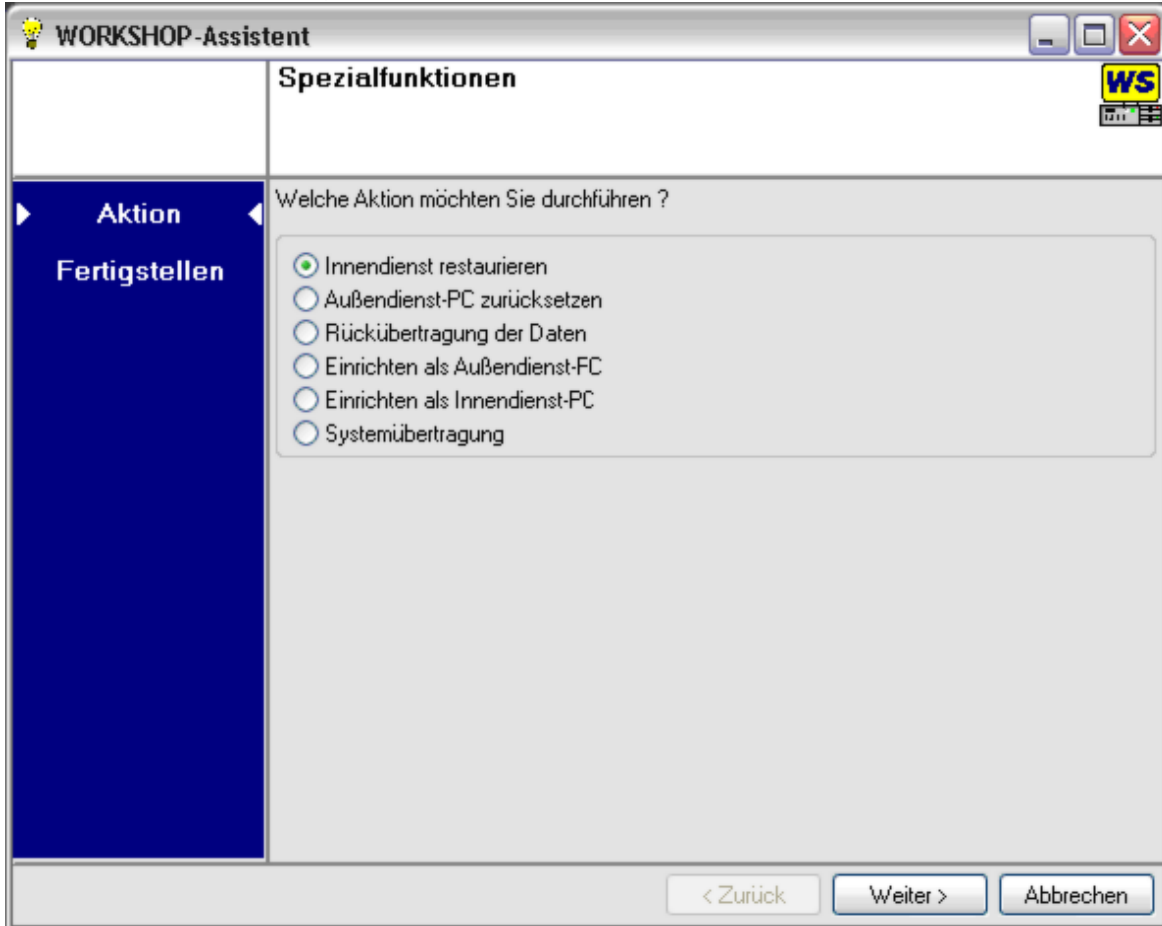 WORKSHOP-Assistent
Spezialfunktionen
WS
Aktion
Fertigstellen
Welche Aktion möchten Sie durchführen ?
Innendienst restaurieren
Außendienst-PC zurücksetzen
Rückübertragung der Daten
Einrichten als Außendienst-PC
Einrichten als Innendienst-PC
Systemübertragung
< Zurück
Weiter >
Abbrechen